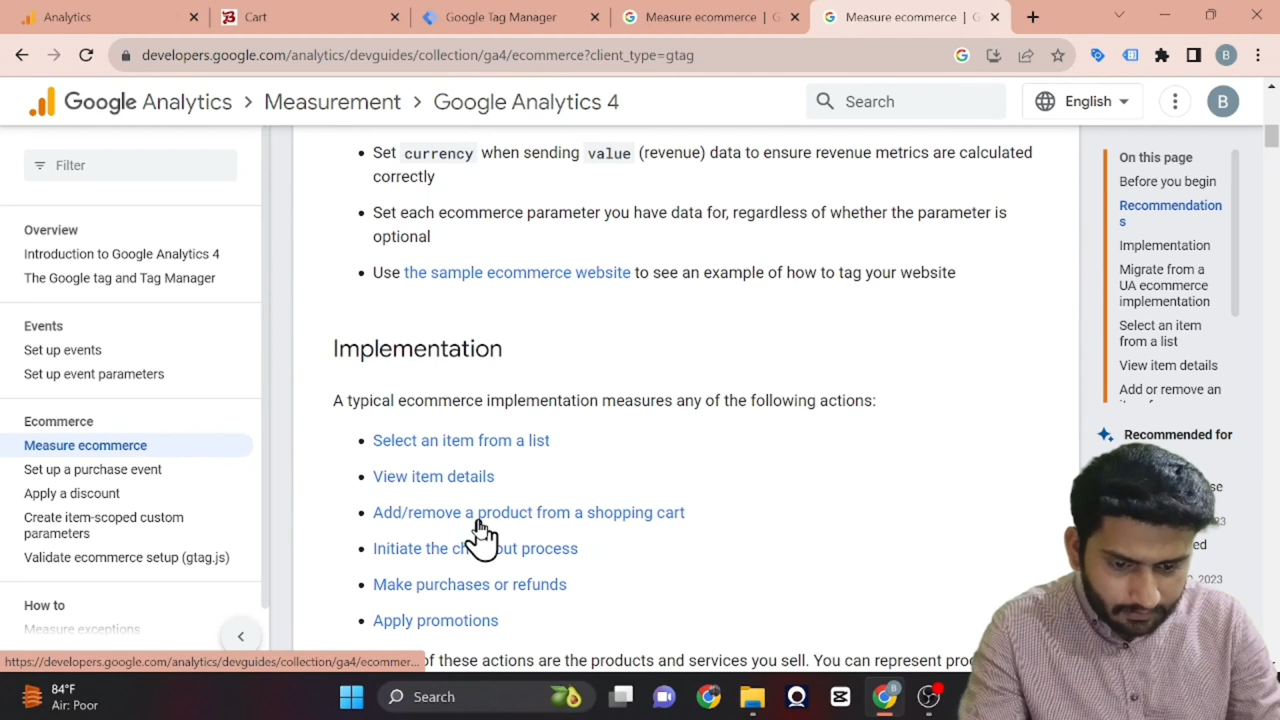 Analytics
Cart
Google Tag Manager
Measure ecommerce | G
Measure ecommerce | G
developers.google.com/analytics/devguides/collection/ga4/ecommerce?client_type=gtag
B
Google Analytics > Measurement > Google Analytics 4
Search
English
B
Filter
Overview
Introduction to Google Analytics 4
The Google tag and Tag Manager
Events
Set up events
Set up event parameters
Ecommerce
Measure ecommerce
Set up a purchase event
Apply a discount
Create item-scoped custom
parameters
Validate ecommerce setup (gtag.js)
How to
Measure exceptions
• Set currency when sending value (revenue) data to ensure revenue metrics are calculated
correctly
• Set each ecommerce parameter you have data for, regardless of whether the parameter is
optional
• Use the sample ecommerce website to see an example of how to tag your website
Implementation
A typical ecommerce implementation measures any of the following actions:
• Select an item from a list
• View item details
• Add/remove a product from a shopping cart
• Initiate the process
• Make purchases or refunds
• Apply promotions
of these actions are the products and services you sell. You can represent
On this page
Before you begin
Recommendation
s
Implementation
Migrate from a
UA ecommerce
implementation
Select an item
from a list
View item details
Add or remove an
Recommended for
2023
https://developers.google.com/analytics/devguides/collection/ga4/ecommer...
84°F
Air: Poor
Search